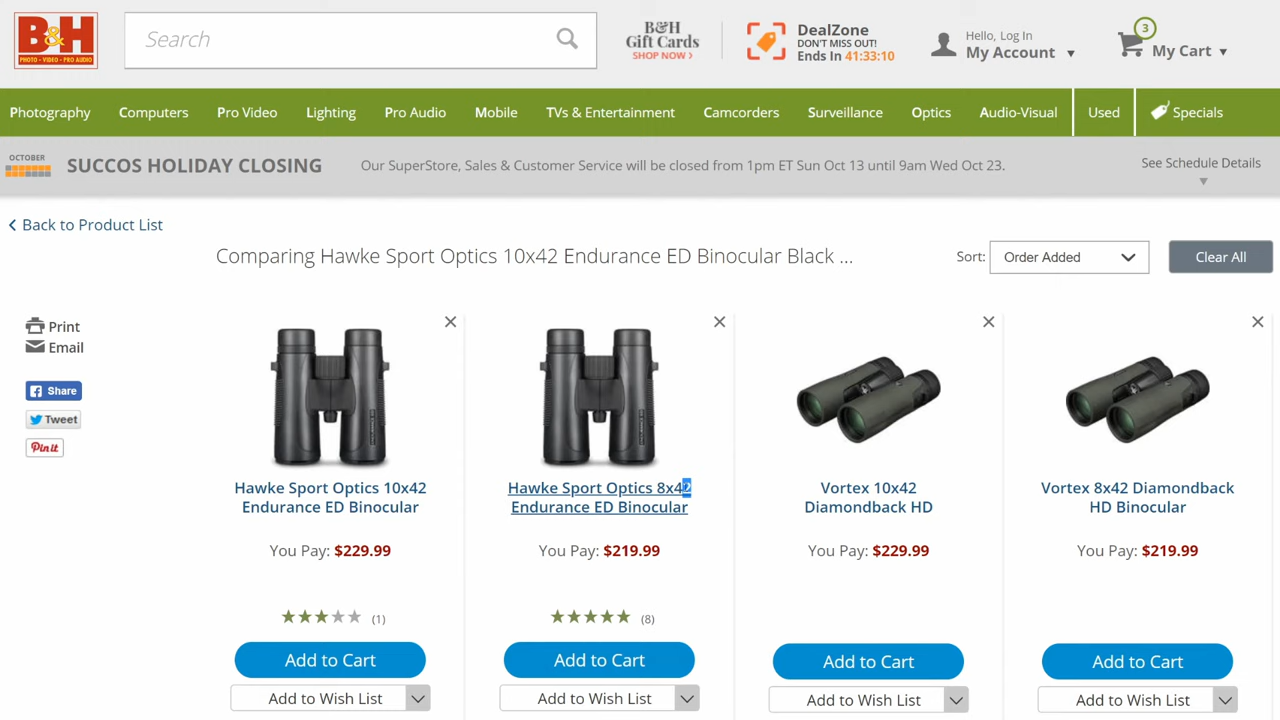 B&H
PHOTO - VIDEO - PRO AUDIO
Search
B&H
Gift Cards
SHOP NOW >
DealZone
DON'T MISS OUT!
Ends In 41:33:10
Hello, Log In
My Account
3
My Cart
Photography Computers Pro Video Lighting Pro Audio Mobile TVs & Entertainment Camcorders Surveillance Optics Audio-Visual Used Specials
OCTOBER
SUCCOS HOLIDAY CLOSING
Our SuperStore, Sales & Customer Service will be closed from 1pm ET Sun Oct 13 until 9am Wed Oct 23.
See Schedule Details
Back to Product List
Comparing Hawke Sport Optics 10x42 Endurance ED Binocular Black ...
Sort: Order Added
Clear All
Print
Email
Share
Tweet
Pin it
Hawke Sport Optics 10x42
Endurance ED Binocular
You Pay: $229.99
(1)
Add to Cart
Add to Wish List
Hawke Sport Optics 8x42
Endurance ED Binocular
You Pay: $219.99
(8)
Add to Cart
Add to Wish List
Vortex 10x42
Diamondback HD
You Pay: $229.99
Add to Cart
Add to Wish List
Vortex 8x42 Diamondback
HD Binocular
You Pay: $219.99
Add to Cart
Add to Wish List